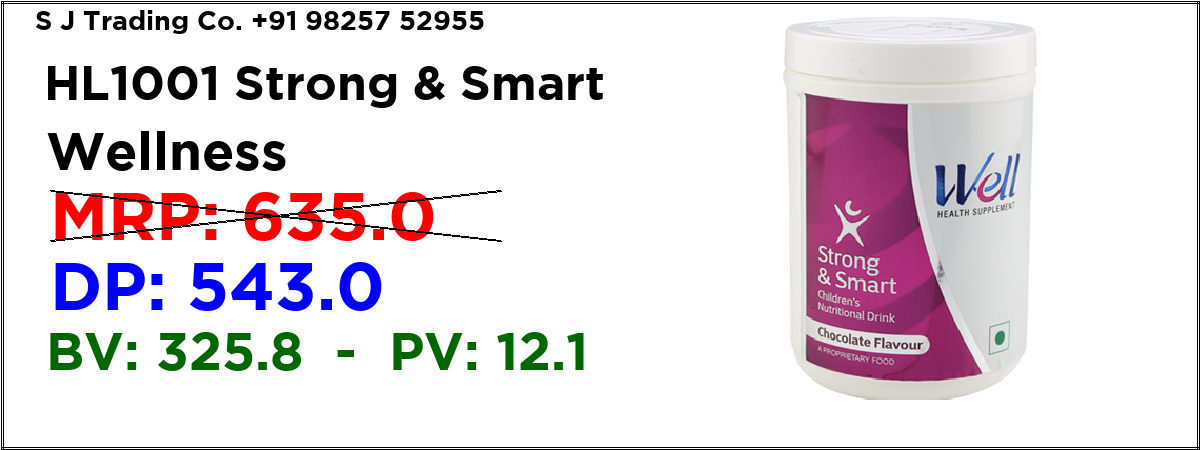 S J Trading Co. +91 98257 52955
HL1001 Strong & Smart
Wellness
MRP: 635.0
DP: 543.0
BV: 325.8 - PV: 12.1
Well
HEALTH SUPPLEMENT
Strong
& Smart
Children's
Nutritional Drink
Chocolate Flavour
A PROPRIETARY FOOD